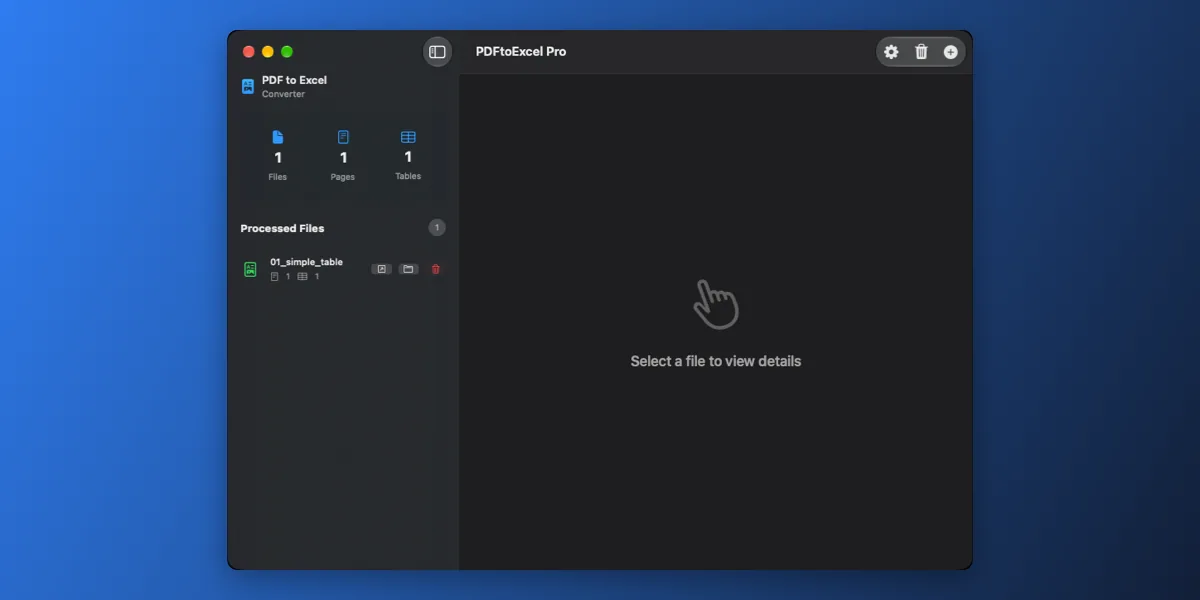 PDFtoExcel Pro
PDF to Excel
Converter
1 1 1
Files Pages Tables
Processed Files 1
01_simple_table
1 1
Select a file to view details